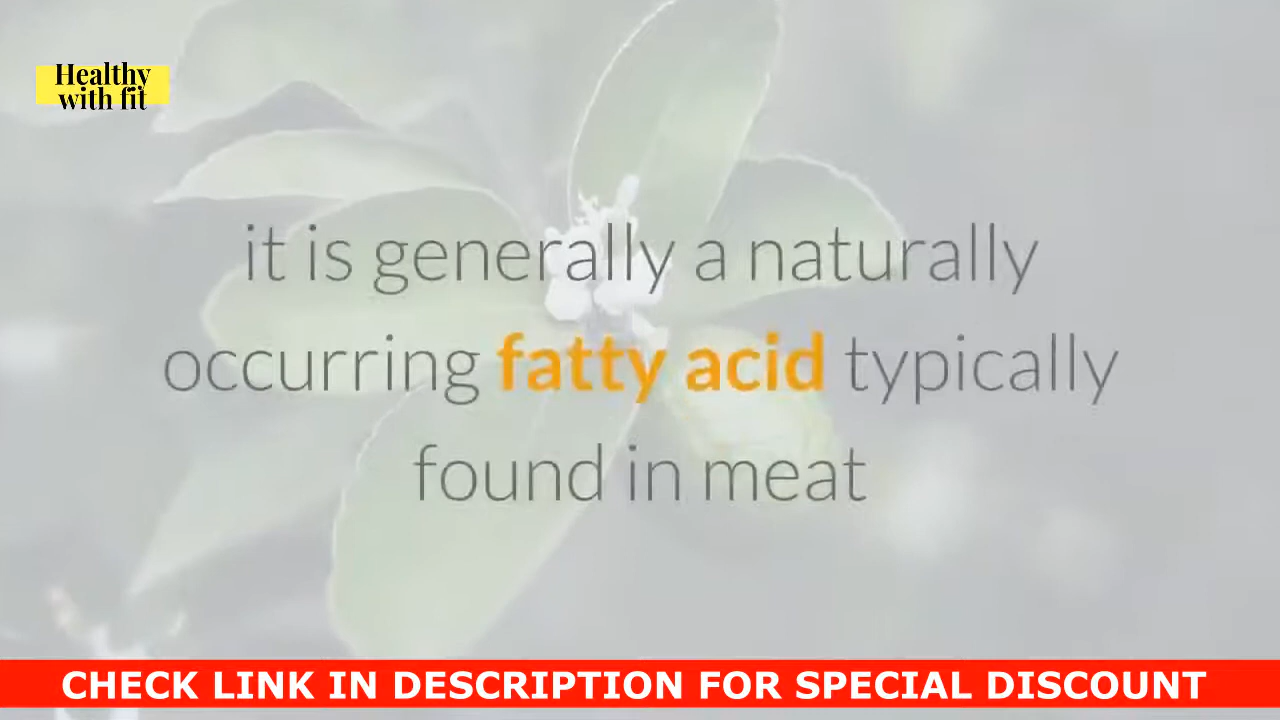 Healthy
with fit
it is generally a naturally
occurring fatty acid typically
found in meat
CHECK LINK IN DESCRIPTION FOR SPECIAL DISCOUNT